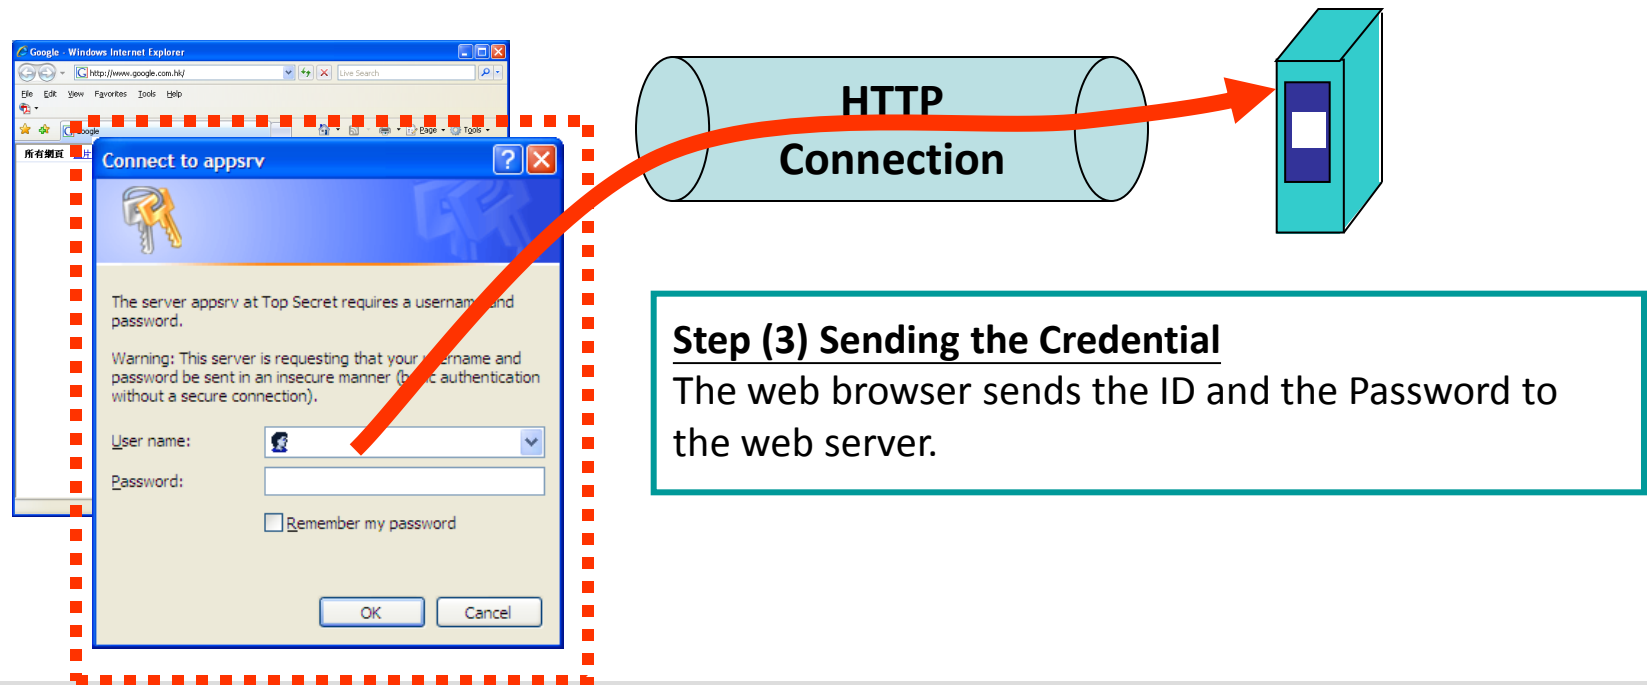 Google - Windows Internet Explorer
http://www.google.com.hk/
Live Search
File Edit View Favorites Tools Help
Page Tools
所有網頁
Connect to appsrv
The server appsrv at Top Secret requires a username and
password.
Warning: This server is requesting that your username and
password be sent in an insecure manner (basic authentication
without a secure connection).
User name:
Password:
Remember my password
OK Cancel
HTTP
Connection
Step (3) Sending the Credential
The web browser sends the ID and the Password to
the web server.